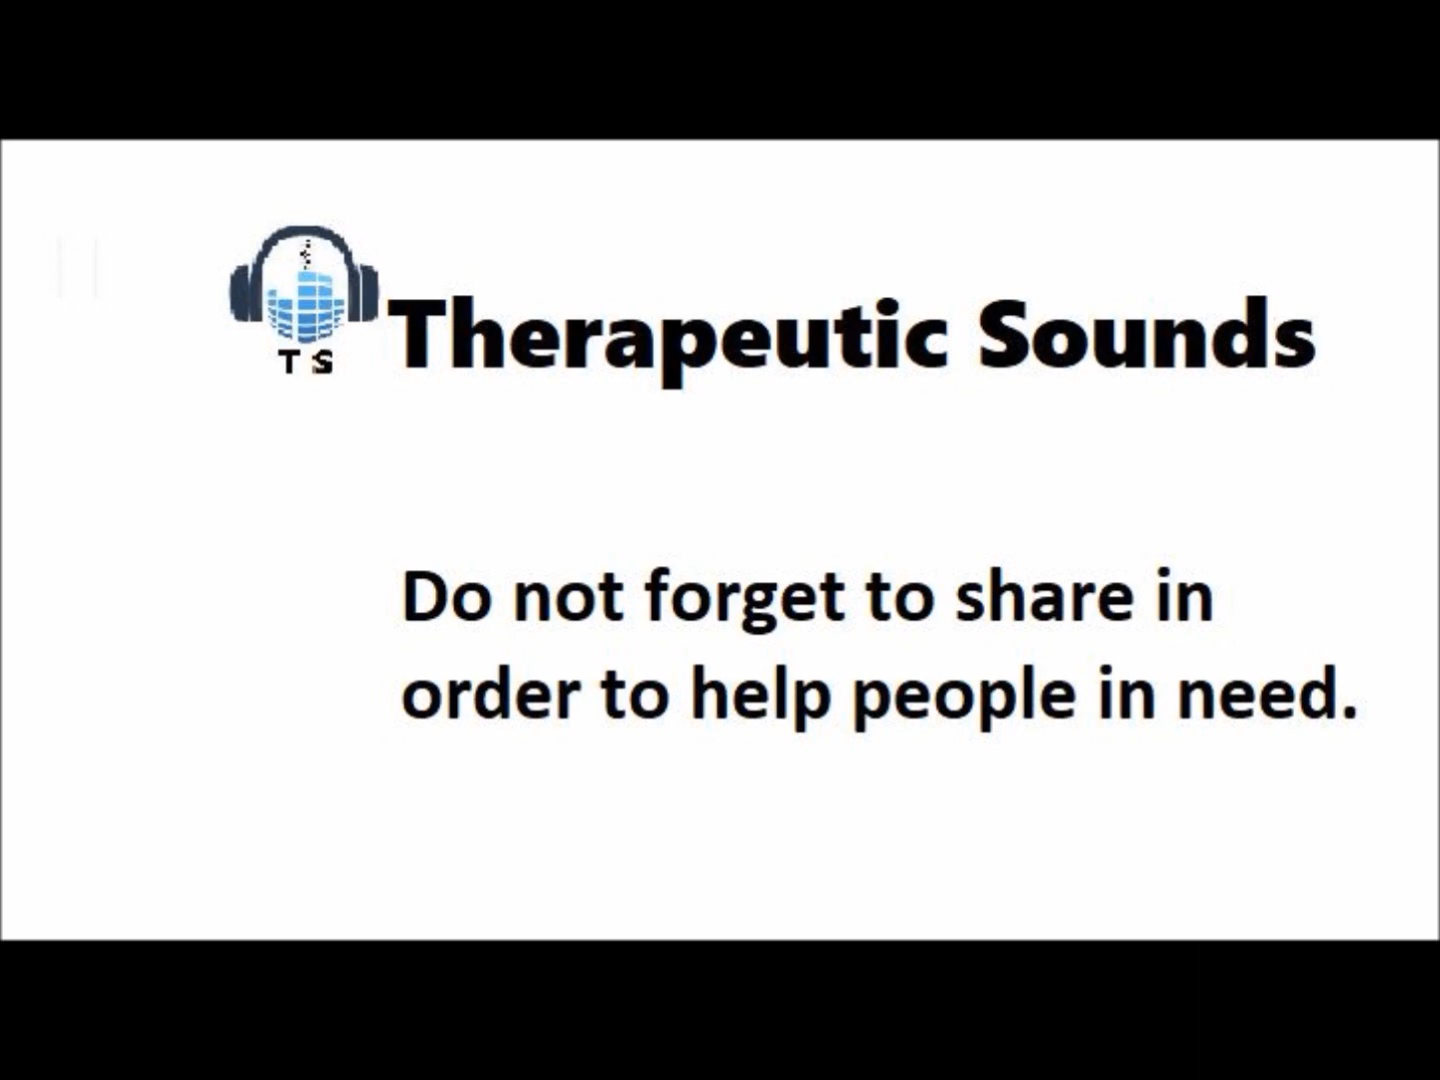 Therapeutic Sounds
T S
Do not forget to share in
order to help people in need.